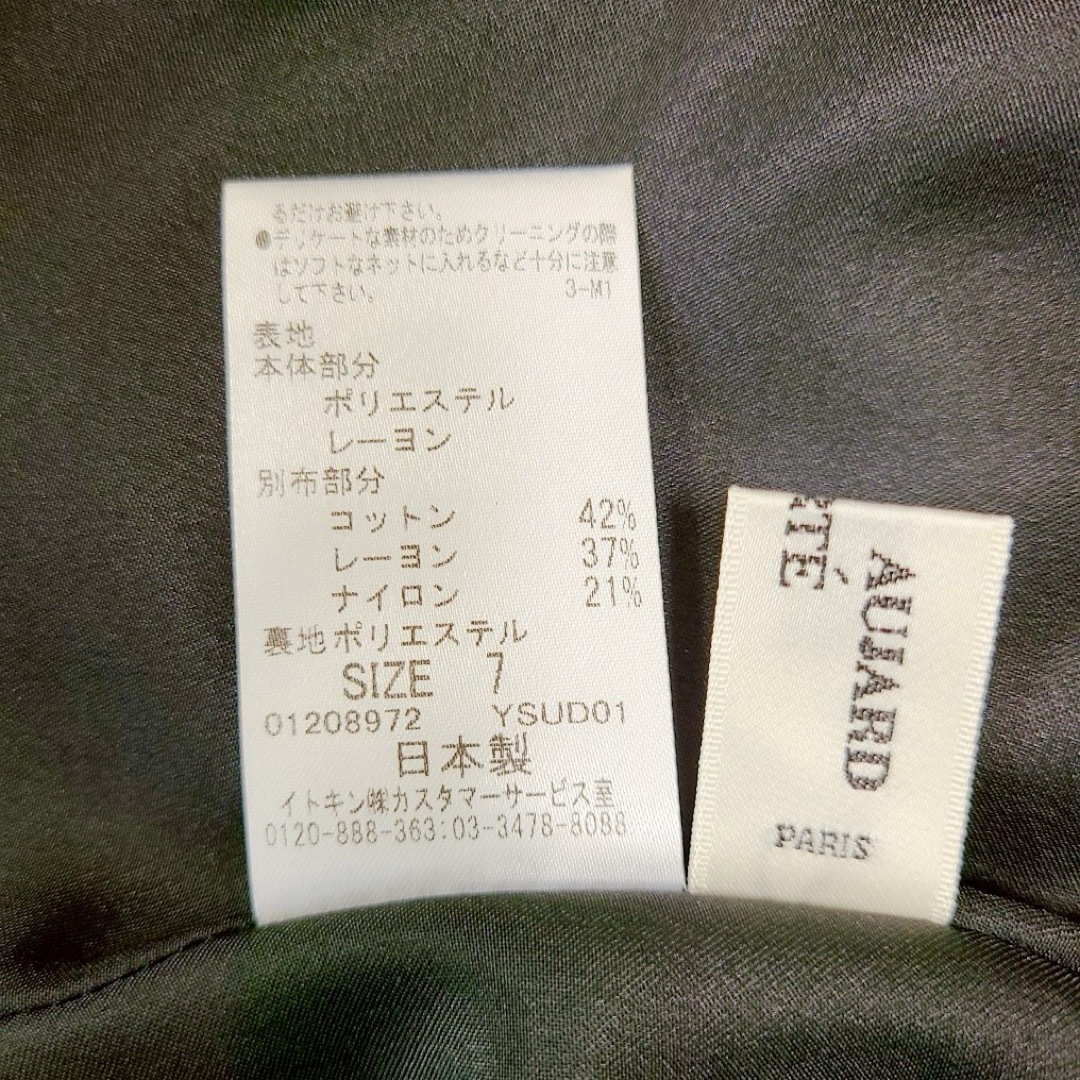 るだけお避け下さい。
●デリケートな素材のためクリーニングの際
はソフトなネットに入れるなど十分に注意
して下さい。 3-M1
表地
本体部分
ポリエステル
レーヨン
別布部分
コットン 42%
レーヨン 37%
ナイロン 21%
裏地ポリエステル
SIZE 7
01208972 YSUD01
日本製
イトキン㈱カスタマーサービス室
0120-888-363:03-3478-8088
RTÉ
AUJARD
PARIS